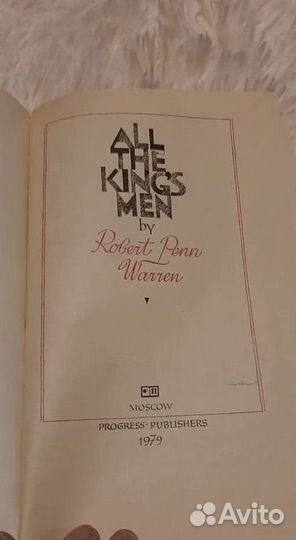 ALL
THE
KING'S
MEN
by
Robert Penn
Warren
MOSCOW
·PROGRESS·PUBLISHERS
1979
Avito